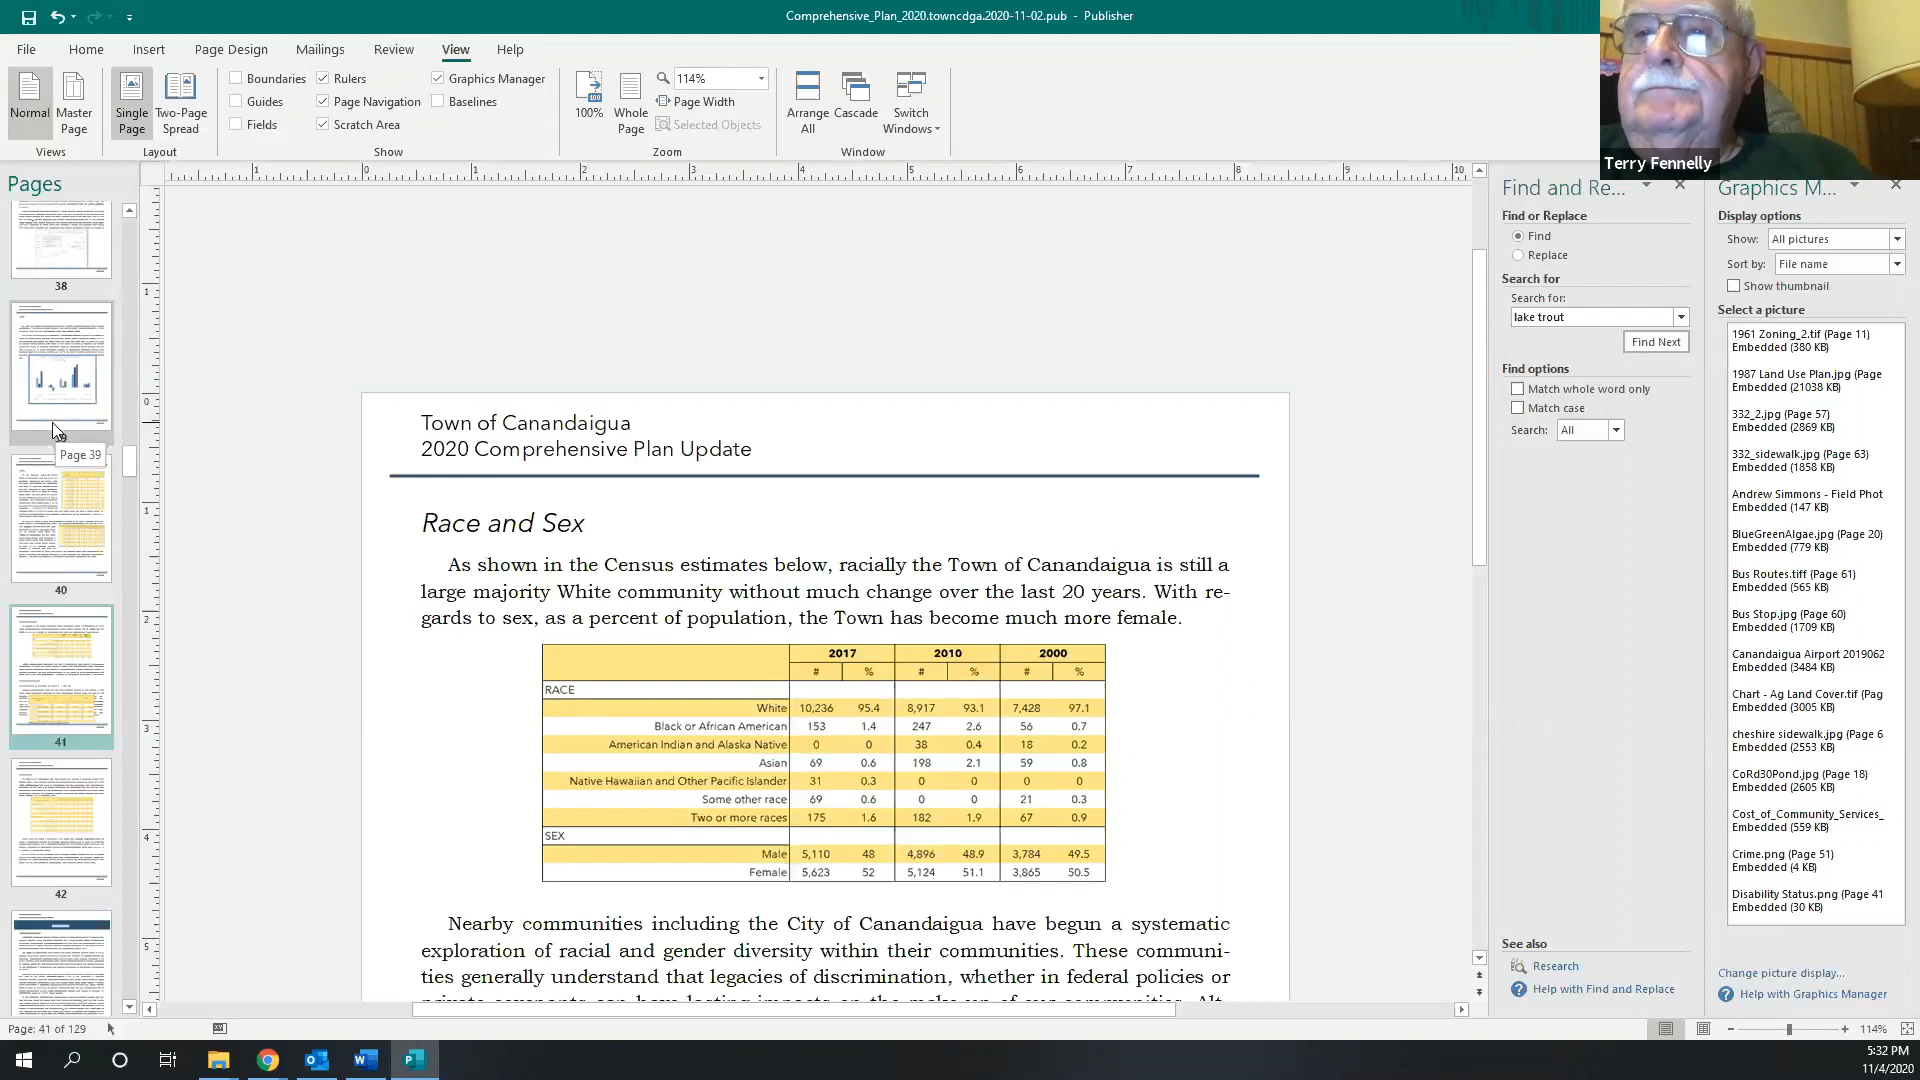 Comprehensive_Plan_2020.towncdga.2020-11-02.pub - Publisher
File Home Insert Page Design Mailings Review View Help
Normal
Master Page
Views
Single Page
Two-Page Spread
Layout
Boundaries
Guides
Fields
Rulers
Page Navigation
Scratch Area
Graphics Manager
Baselines
Show
100%
Whole Page
114%
Page Width
Selected Objects
Zoom
Arrange All
Cascade
Switch Windows
Window
Terry Fennelly
Pages
38
Page 39
40
41
42
1 0 1 2 3 4 5 6 7 8 9 10
1
0
1
2
3
4
5
Town of Canandaigua
2020 Comprehensive Plan Update
Race and Sex
As shown in the Census estimates below, racially the Town of Canandaigua is still a
large majority White community without much change over the last 20 years. With re-
gards to sex, as a percent of population, the Town has become much more female.
2017 2010 2000
# % # % # %
RACE
White 10,236 95.4 8,917 93.1 7,428 97.1
Black or African American 153 1.4 247 2.6 56 0.7
American Indian and Alaska Native 0 0 38 0.4 18 0.2
Asian 69 0.6 198 2.1 59 0.8
Native Hawaiian and Other Pacific Islander 31 0.3 0 0 0 0
Some other race 69 0.6 0 0 21 0.3
Two or more races 175 1.6 182 1.9 67 0.9
SEX
Male 5,110 48 4,896 48.9 3,784 49.5
Female 5,623 52 5,124 51.1 3,865 50.5
Nearby communities including the City of Canandaigua have begun a systematic
exploration of racial and gender diversity within their communities. These communi-
ties generally understand that legacies of discrimination, whether in federal policies or
Find and Re...
Find or Replace
Find
Replace
Search for
Search for:
lake trout
Find Next
Find options
Match whole word only
Match case
Search: All
See also
Research
Help with Find and Replace
Graphics M...
Display options
Show: All pictures
Sort by: File name
Show thumbnail
Select a picture
1961 Zoning_2.tif (Page 11)
Embedded (380 KB)
1987 Land Use Plan.jpg (Page
Embedded (21038 KB)
332_2.jpg (Page 57)
Embedded (2869 KB)
332_sidewalk.jpg (Page 63)
Embedded (1858 KB)
Andrew Simmons - Field Phot
Embedded (147 KB)
BlueGreenAlgae.jpg (Page 20)
Embedded (779 KB)
Bus Routes.tiff (Page 61)
Embedded (565 KB)
Bus Stop.jpg (Page 60)
Embedded (1709 KB)
Canandaigua Airport 2019062
Embedded (3484 KB)
Chart - Ag Land Cover.tif (Pag
Embedded (3005 KB)
cheshire sidewalk.jpg (Page 6
Embedded (2553 KB)
CoRd30Pond.jpg (Page 18)
Embedded (2605 KB)
Cost_of_Community_Services_
Embedded (559 KB)
Crime.png (Page 51)
Embedded (4 KB)
Disability Status.png (Page 41
Embedded (30 KB)
Change picture display...
Help with Graphics Manager
Page: 41 of 129
114%
5:32 PM
11/4/2020